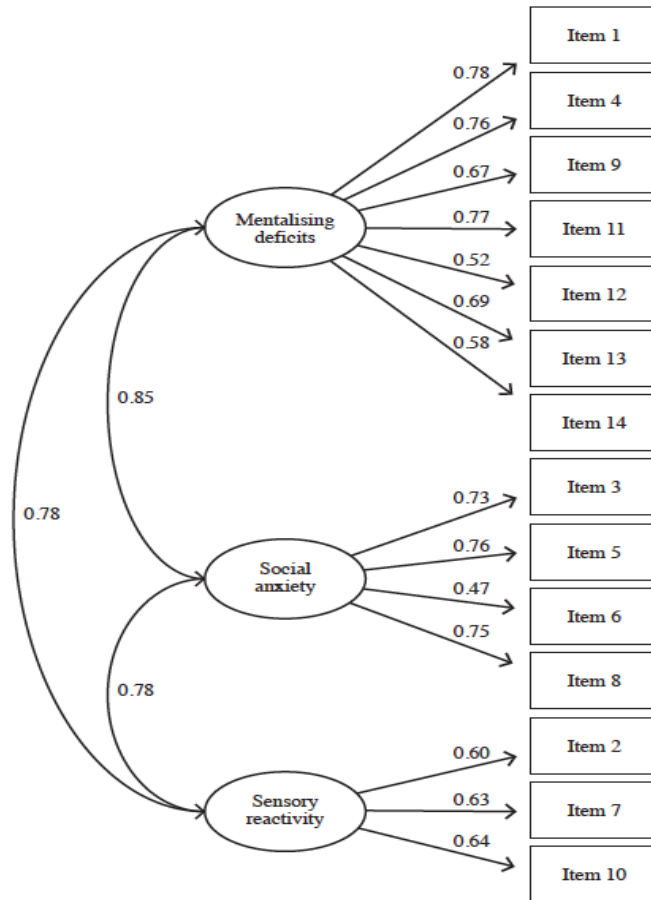 Item 1
0.78
Item 4
0.76
Item 9
0.67
Mentalising
deficits
0.77
Item 11
0.52
Item 12
0.69
Item 13
0.58
Item 14
0.85
Item 3
0.73
0.78
Item 5
0.76
Social
anxiety
0.47
Item 6
0.75
Item 8
0.78
Item 2
0.60
Sensory
reactivity
0.63
Item 7
0.64
Item 10